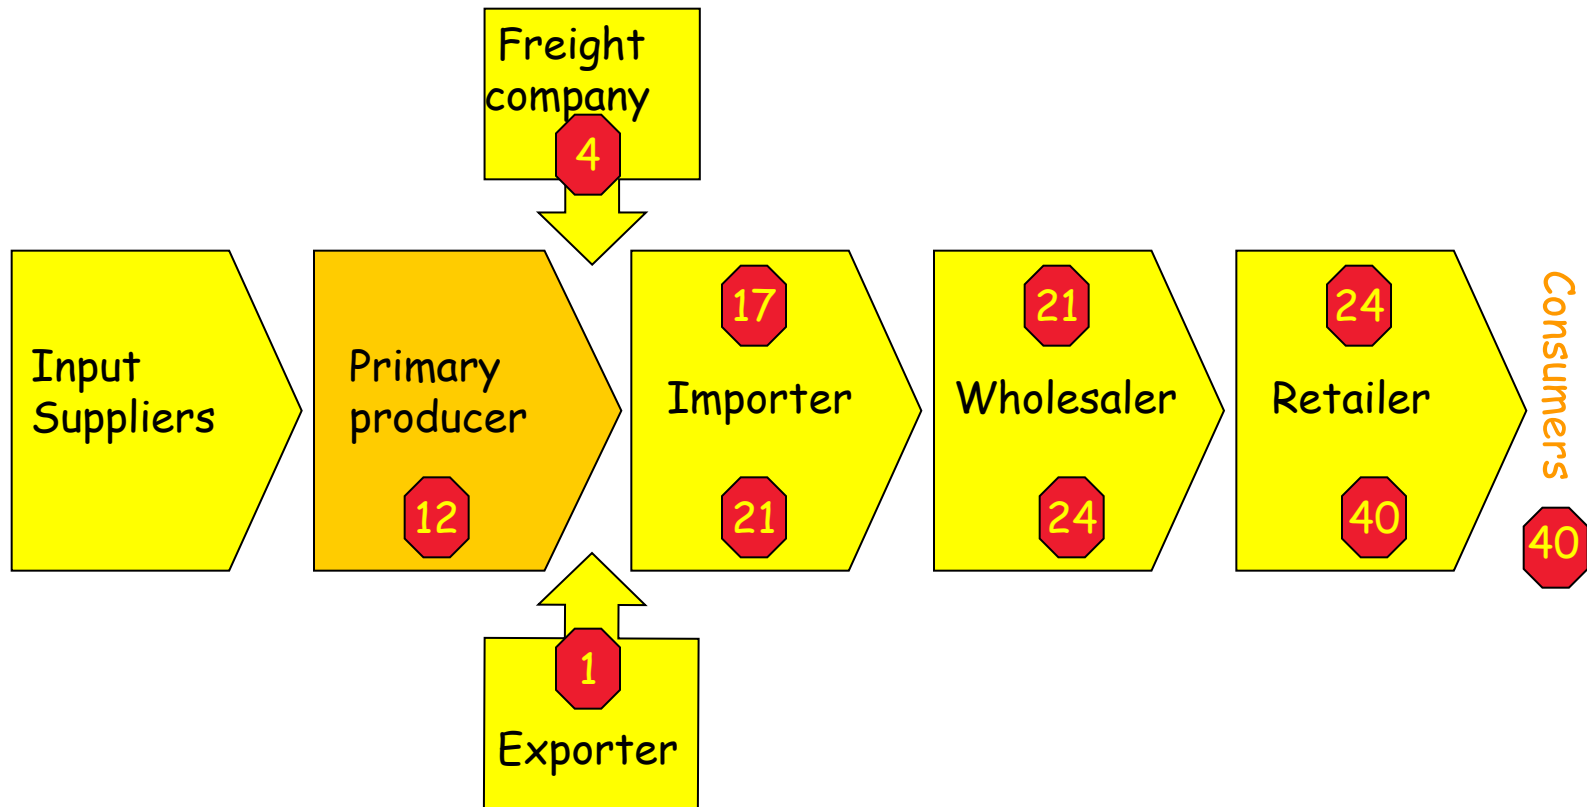 Freight
company
4
Input
Suppliers
Primary
producer
12
17
Importer
21
21
Wholesaler
24
24
Retailer
40
Consumers
40
1
Exporter